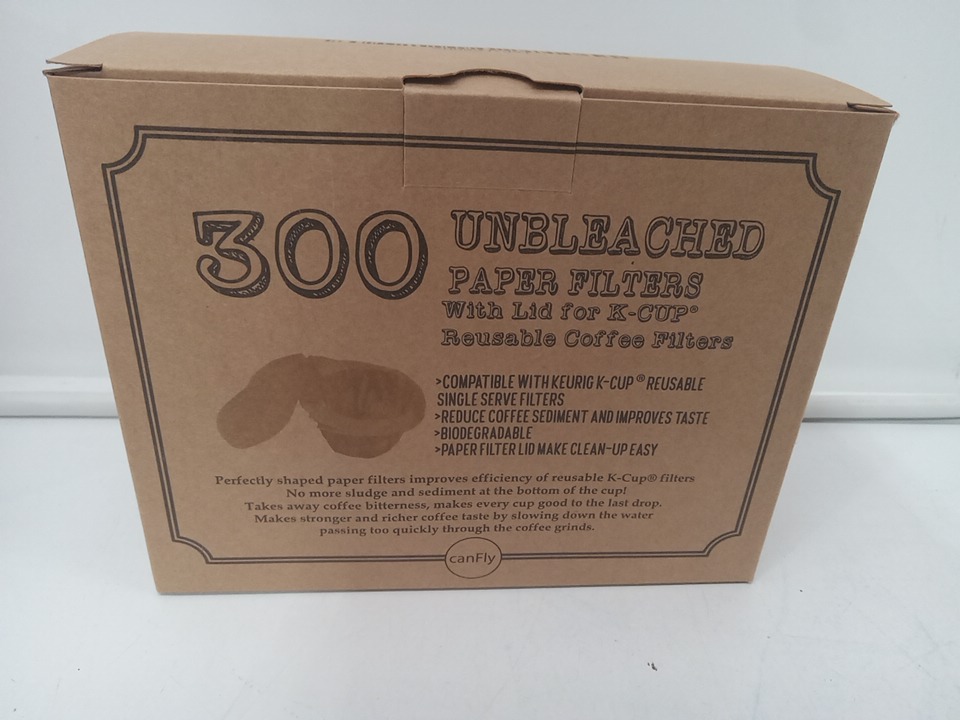 300
UNBLEACHED
PAPER FILTERS
With Lid for K-CUP®
Reusable Coffee Filters
>COMPATIBLE WITH KEURIG K-CUP ® REUSABLE
SINGLE SERVE FILTERS
>REDUCE COFFEE SEDIMENT AND IMPROVES TASTE
>BIODEGRADABLE
>PAPER FILTER LID MAKE CLEAN-UP EASY
Perfectly shaped paper filters improves efficiency of reusable K-Cup® filters
No more sludge and sediment at the bottom of the cup!
Takes away coffee bitterness, makes every cup good to the last drop.
Makes stronger and richer coffee taste by slowing down the water
passing too quickly through the coffee grinds.
canFly